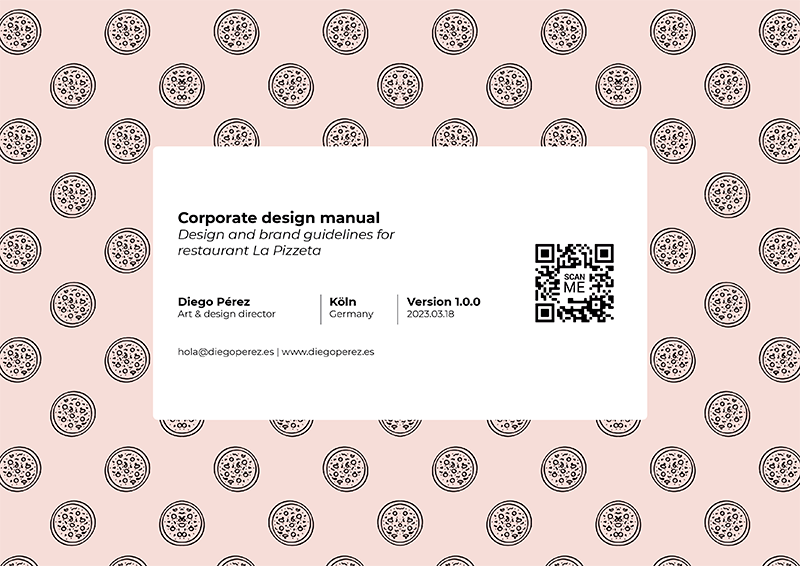 Corporate design manual
Design and brand guidelines for
restaurant La Pizzeta
Diego Pérez
Art & design director
Köln
Germany
Version 1.0.0
2023.03.18
hola@diegoperez.es | www.diegoperez.es
SCAN
ME